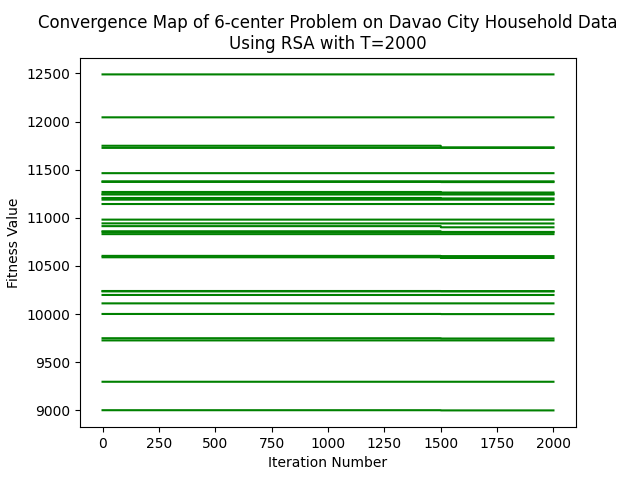 Convergence Map of 6-center Problem on Davao City Household Data
Using RSA with T=2000
12500
12000
11500
11000
10500
10000
9500
9000
Fitness Value
0 250 500 750 1000 1250 1500 1750 2000
Iteration Number